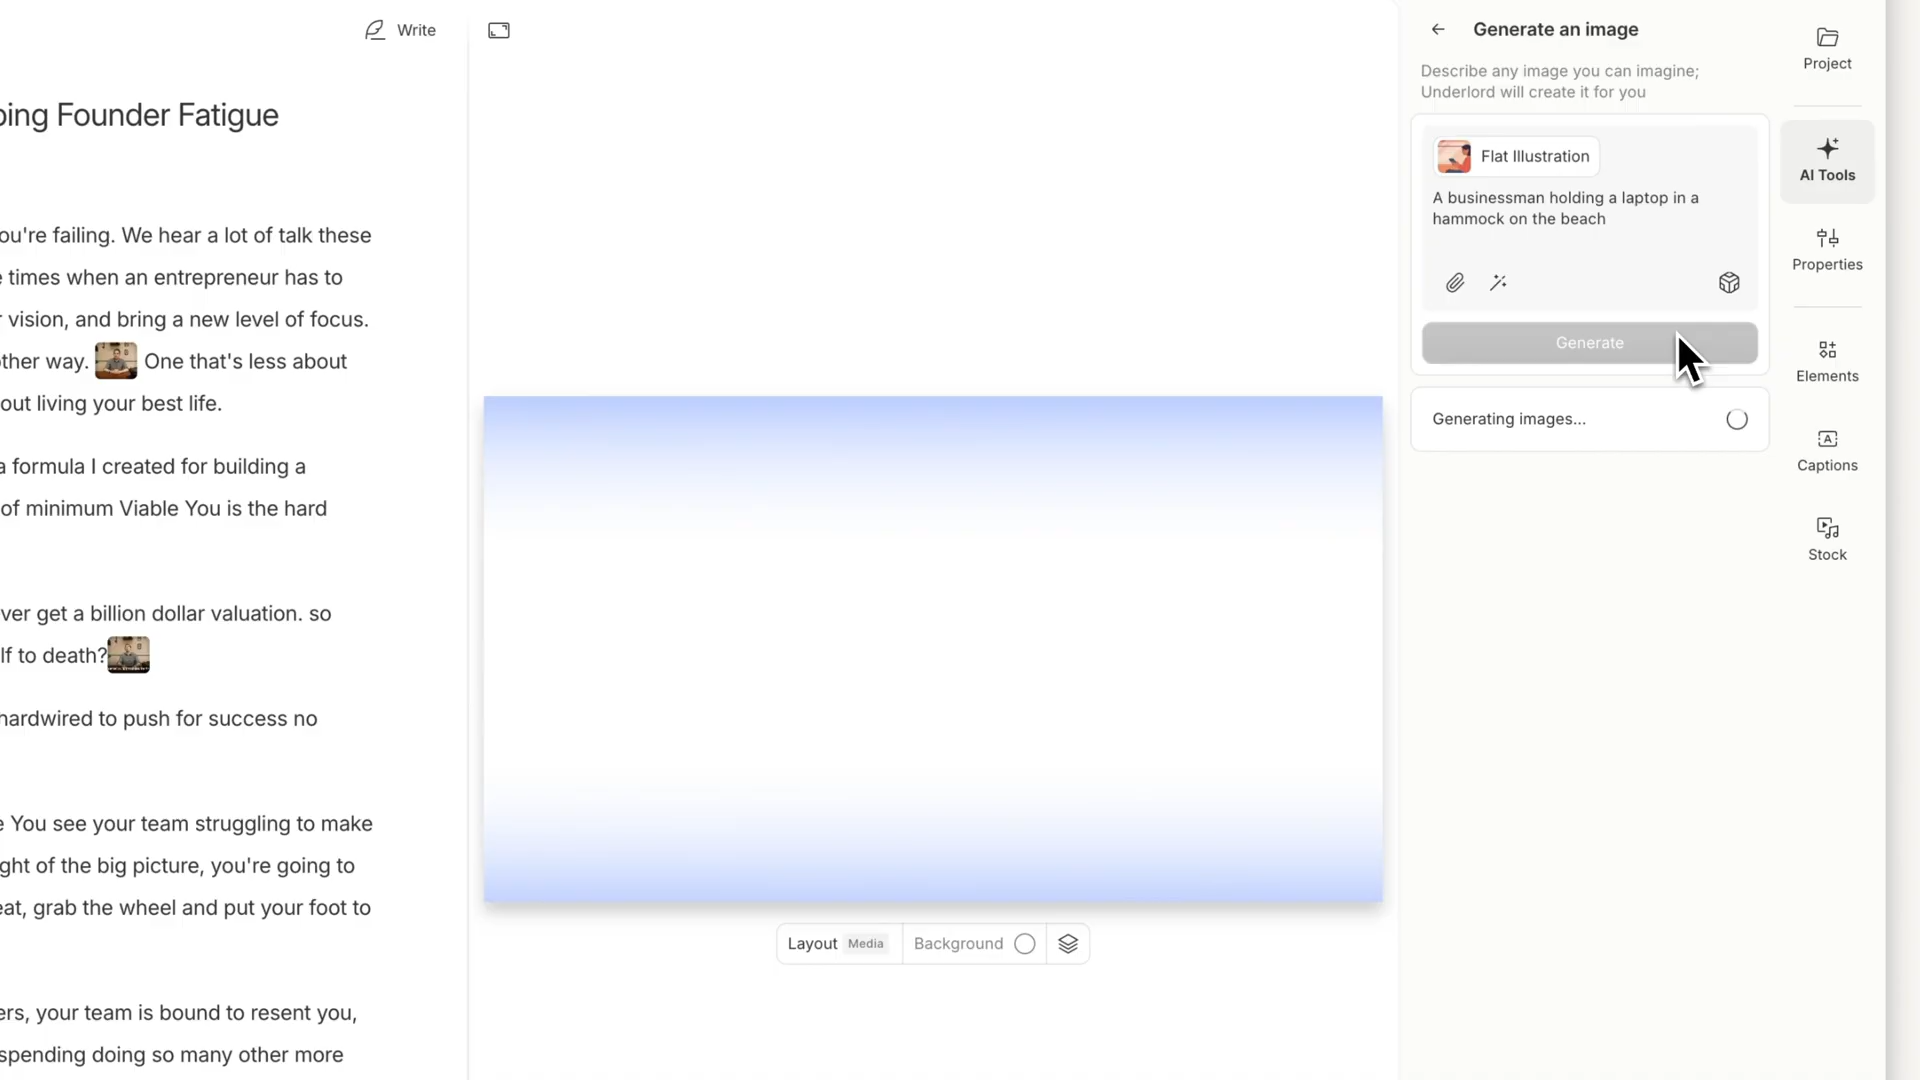 Write
ing Founder Fatigue
ou're failing. We hear a lot of talk these
times when an entrepreneur has to
vision, and bring a new level of focus.
ther way. One that's less about
out living your best life.
a formula I created for building a
of minimum Viable You is the hard
ver get a billion dollar valuation. so
lf to death?
hardwired to push for success no
You see your team struggling to make
ght of the big picture, you're going to
eat, grab the wheel and put your foot to
ers, your team is bound to resent you,
spending doing so many other more
Layout Media Background
Generate an image
Describe any image you can imagine;
Underlord will create it for you
Flat Illustration
A businessman holding a laptop in a
hammock on the beach
Generate
Generating images...
Project
AI Tools
Properties
Elements
Captions
Stock